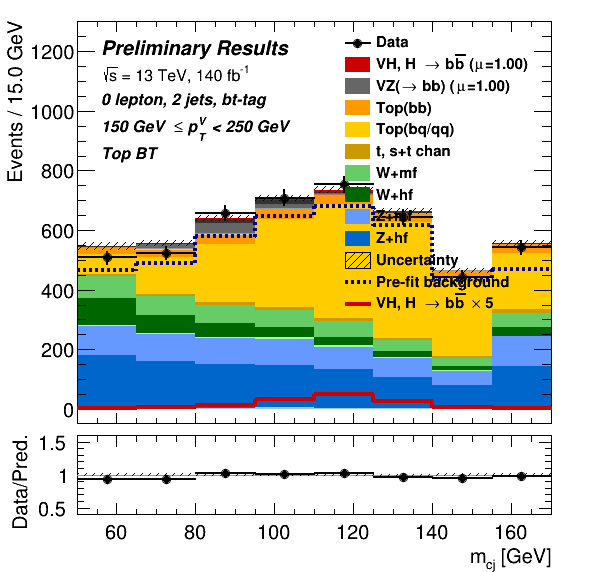 Events / 15.0 GeV
1200
1000
800
600
400
200
0
Preliminary Results
√s = 13 TeV, 140 fb⁻¹
0 lepton, 2 jets, bt-tag
150 GeV ≤ p_T^V < 250 GeV
Top BT
Data
VH, H → bb̅ (μ=1.00)
VZ(→ bb) (μ=1.00)
Top(bb)
Top(bq/qq)
t, s+t chan
W+mf
W+hf
Z+mf
Z+hf
Uncertainty
Pre-fit background
VH, H → bb̅ × 5
Data/Pred.
1.5
1
0.5
60 80 100 120 140 160
m_cj [GeV]